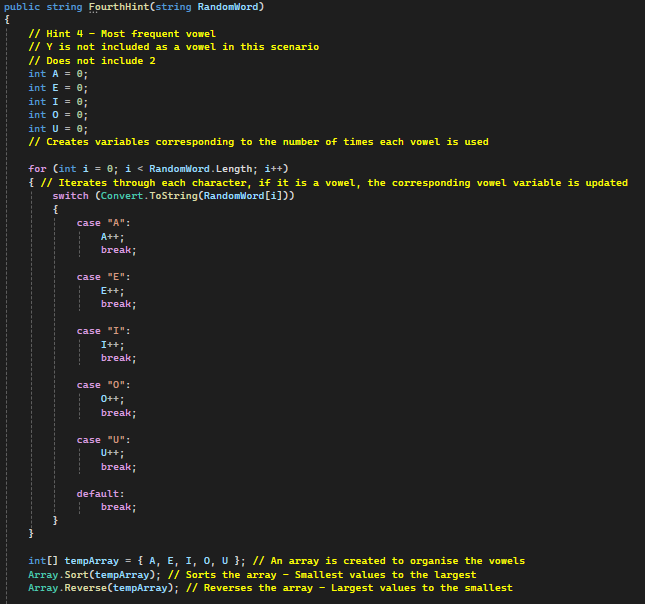 public string FourthHint(string RandomWord)
{
// Hint 4 - Most frequent vowel
// Y is not included as a vowel in this scenario
// Does not include 2
int A = 0;
int E = 0;
int I = 0;
int O = 0;
int U = 0;
// Creates variables corresponding to the number of times each vowel is used
for (int i = 0; i < RandomWord.Length; i++)
{ // Iterates through each character, if it is a vowel, the corresponding vowel variable is updated
switch (Convert.ToString(RandomWord[i]))
{
case "A":
A++;
break;
case "E":
E++;
break;
case "I":
I++;
break;
case "O":
O++;
break;
case "U":
U++;
break;
default:
break;
}
}
int[] tempArray = { A, E, I, O, U }; // An array is created to organise the vowels
Array.Sort(tempArray); // Sorts the array - Smallest values to the largest
Array.Reverse(tempArray); // Reverses the array - Largest values to the smallest